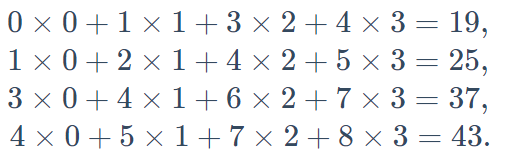 0 × 0 + 1 × 1 + 3 × 2 + 4 × 3 = 19,
1 × 0 + 2 × 1 + 4 × 2 + 5 × 3 = 25,
3 × 0 + 4 × 1 + 6 × 2 + 7 × 3 = 37,
4 × 0 + 5 × 1 + 7 × 2 + 8 × 3 = 43.